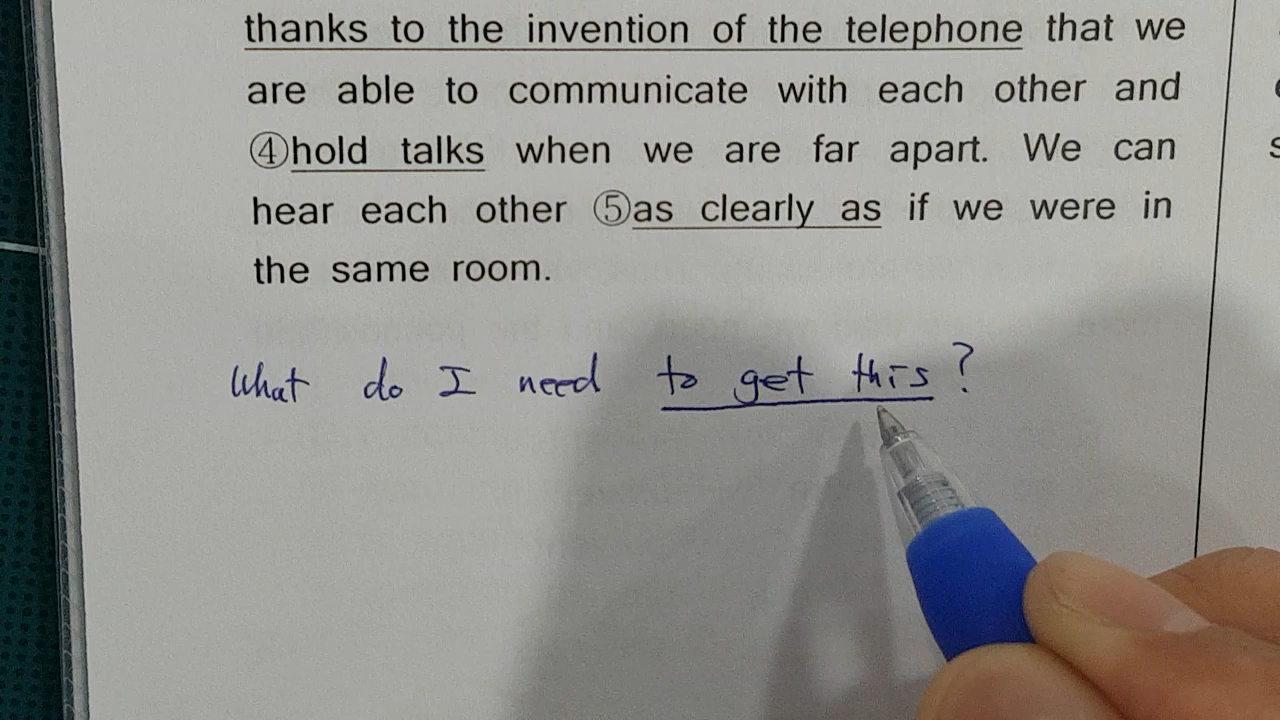 thanks to the invention of the telephone that we
are able to communicate with each other and
④hold talks when we are far apart. We can
hear each other ⑤as clearly as if we were in
the same room.
What do I need to get this?